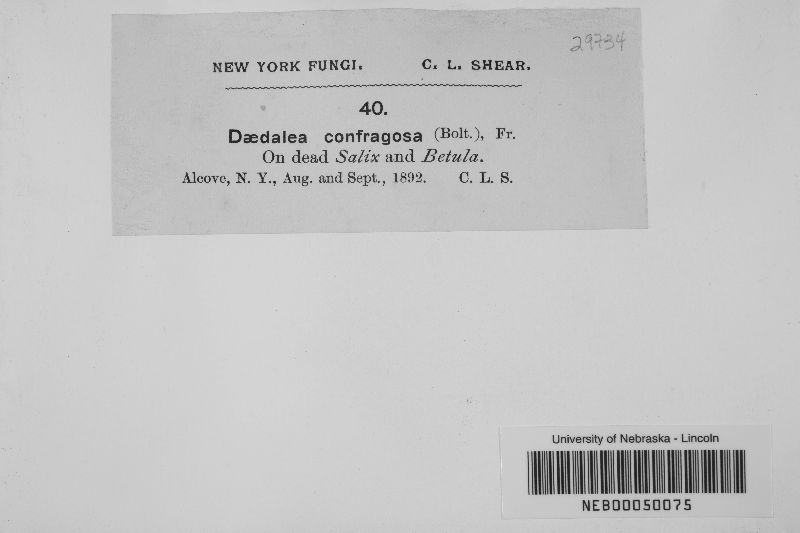 29734
NEW YORK FUNGI. C. L. SHEAR.
40.
Dædalea confragosa (Bolt.), Fr.
On dead Salix and Betula.
Alcove, N. Y., Aug. and Sept., 1892. C. L. S.
University of Nebraska - Lincoln
NEB00050075